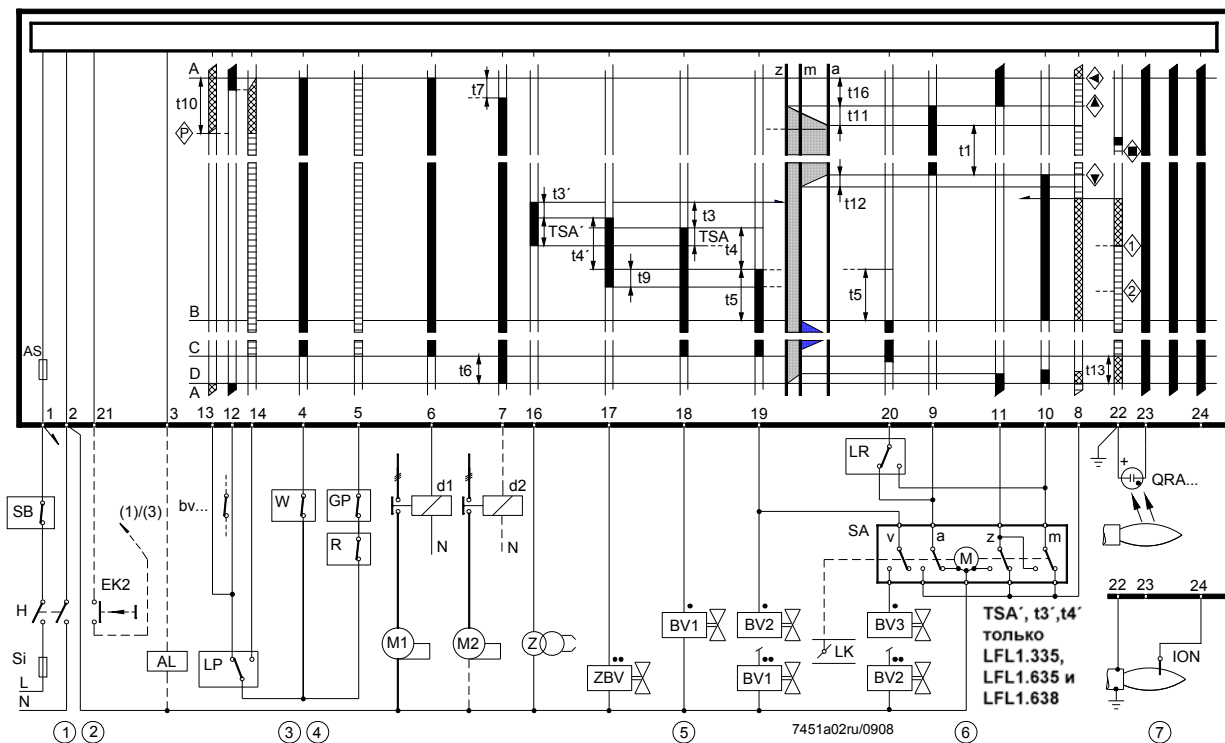 A
z
m
a
t7
t16
t10
P
t11
t1
t12
t3´
t3
TSA´
TSA
t4
1
t4´
t9
t5
t5
2
B
AS
C
t6
t13
D
A
1
2
21
3
13
12
14
4
5
6
7
16
17
18
19
20
9
11
10
8
22
23
24
LR
+
QRA...
SB
(1)/(3)
bv...
W
GP
d1
d2
SA
v
a
z
m
R
N
N
M
EK2
22
23
24
H
TSA´, t3´,t4´
только
LFL1.335,
LFL1.635 и
LFL1.638
BV1
BV2
BV3
M1
M2
Z
Si
AL
LP
LK
ION
L
ZBV
BV1
BV2
N
1
2
3
4
5
7451a02ru/0908
6
7